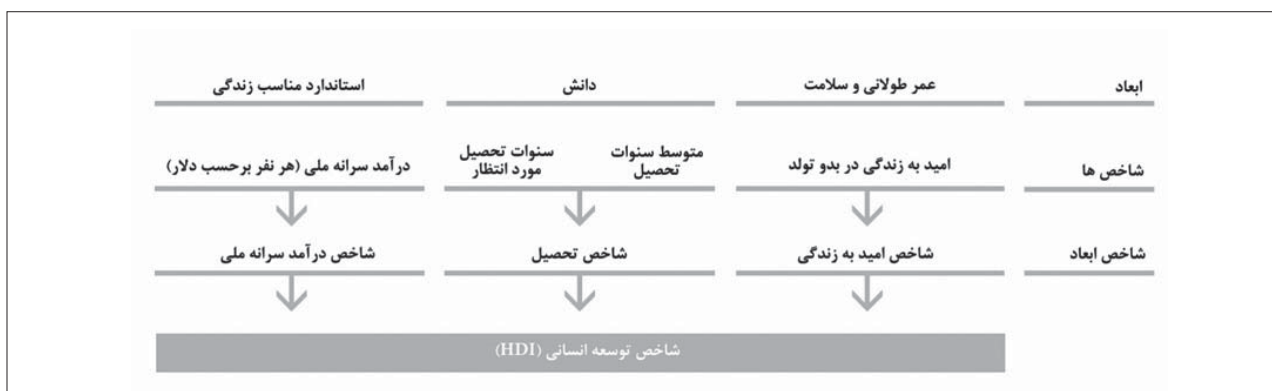 ابعاد
عمر طولانی و سلامت
دانش
استاندارد مناسب زندگی
شاخص ها
امید به زندگی در بدو تولد
متوسط سنوات
تحصیل
سنوات تحصیل
مورد انتظار
درآمد سرانه ملی (هر نفر برحسب دلار)
شاخص ابعاد
شاخص امید به زندگی
شاخص تحصیل
شاخص درآمد سرانه ملی
شاخص توسعه انسانی (HDI)